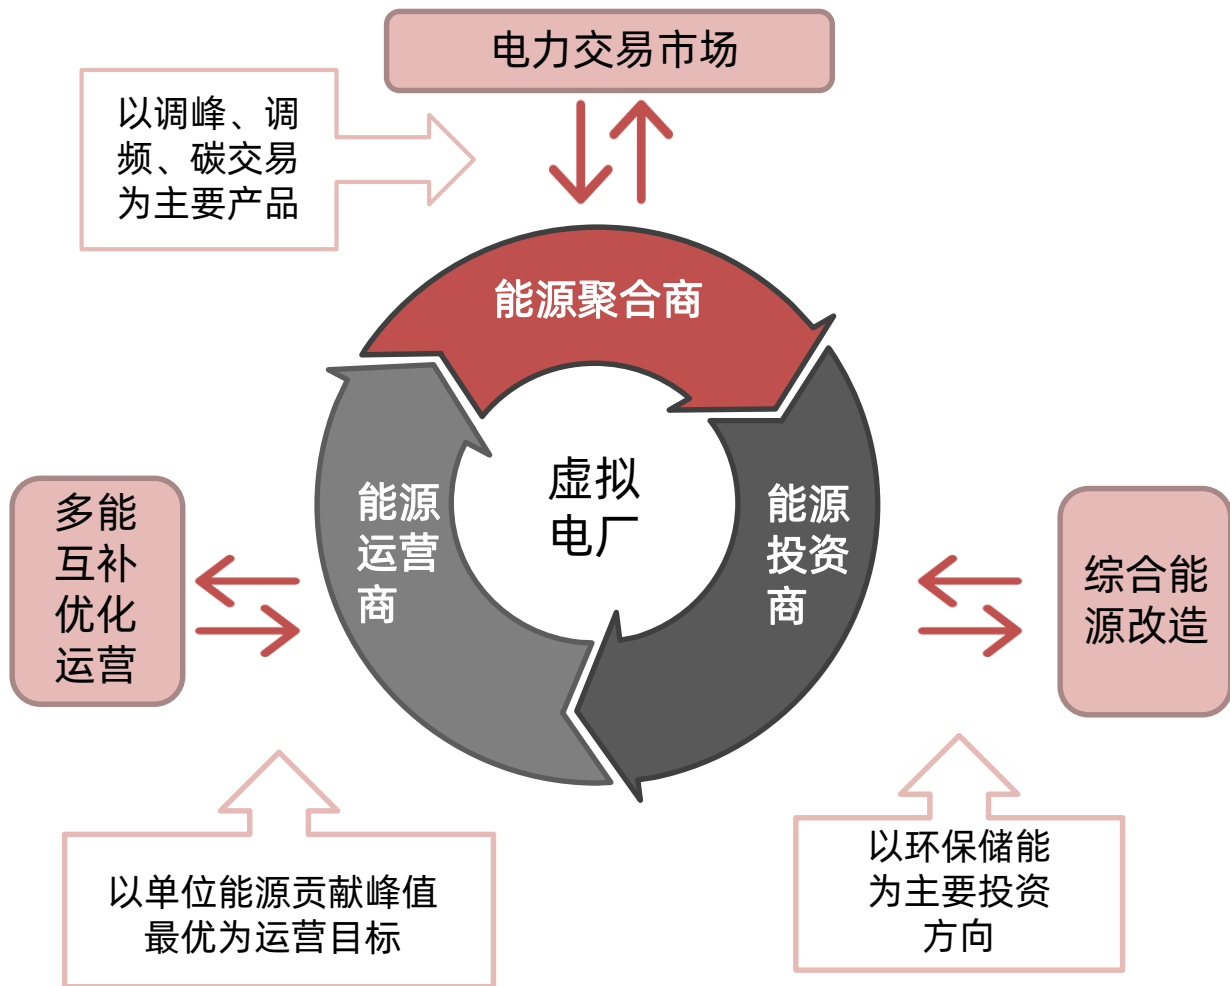 电力交易市场
以调峰、调
频、碳交易
为主要产品
能源聚合商
虚拟
电厂
能源
运营
商
能源
投资
商
多能
互补
优化
运营
综合能
源改造
以单位能源贡献峰值
最优为运营目标
以环保储能
为主要投资
方向